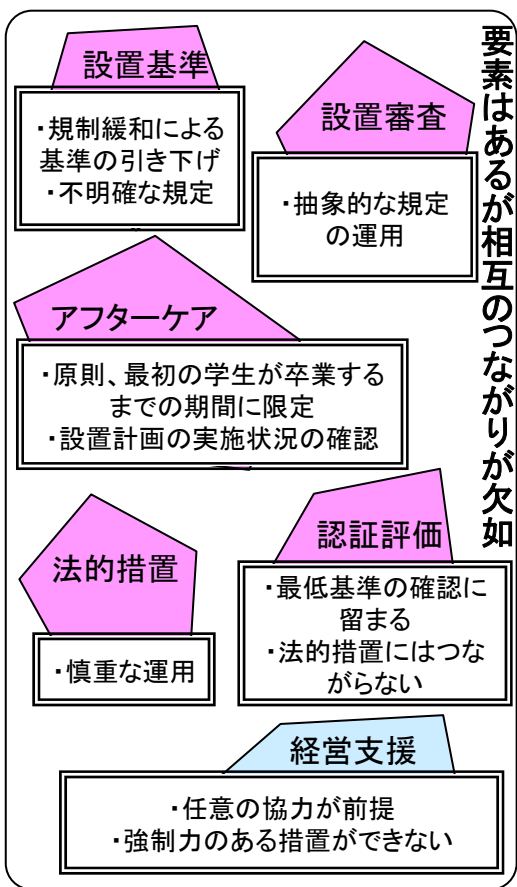 要素はあるが相互のつながりが欠如
設置基準
・規制緩和による
基準の引き下げ
・不明確な規定
設置審査
・抽象的な規定
の運用
アフターケア
・原則、最初の学生が卒業する
までの期間に限定
・設置計画の実施状況の確認
法的措置
・慎重な運用
認証評価
・最低基準の確認に
留まる
・法的措置にはつな
がらない
経営支援
・任意の協力が前提
・強制力のある措置ができない